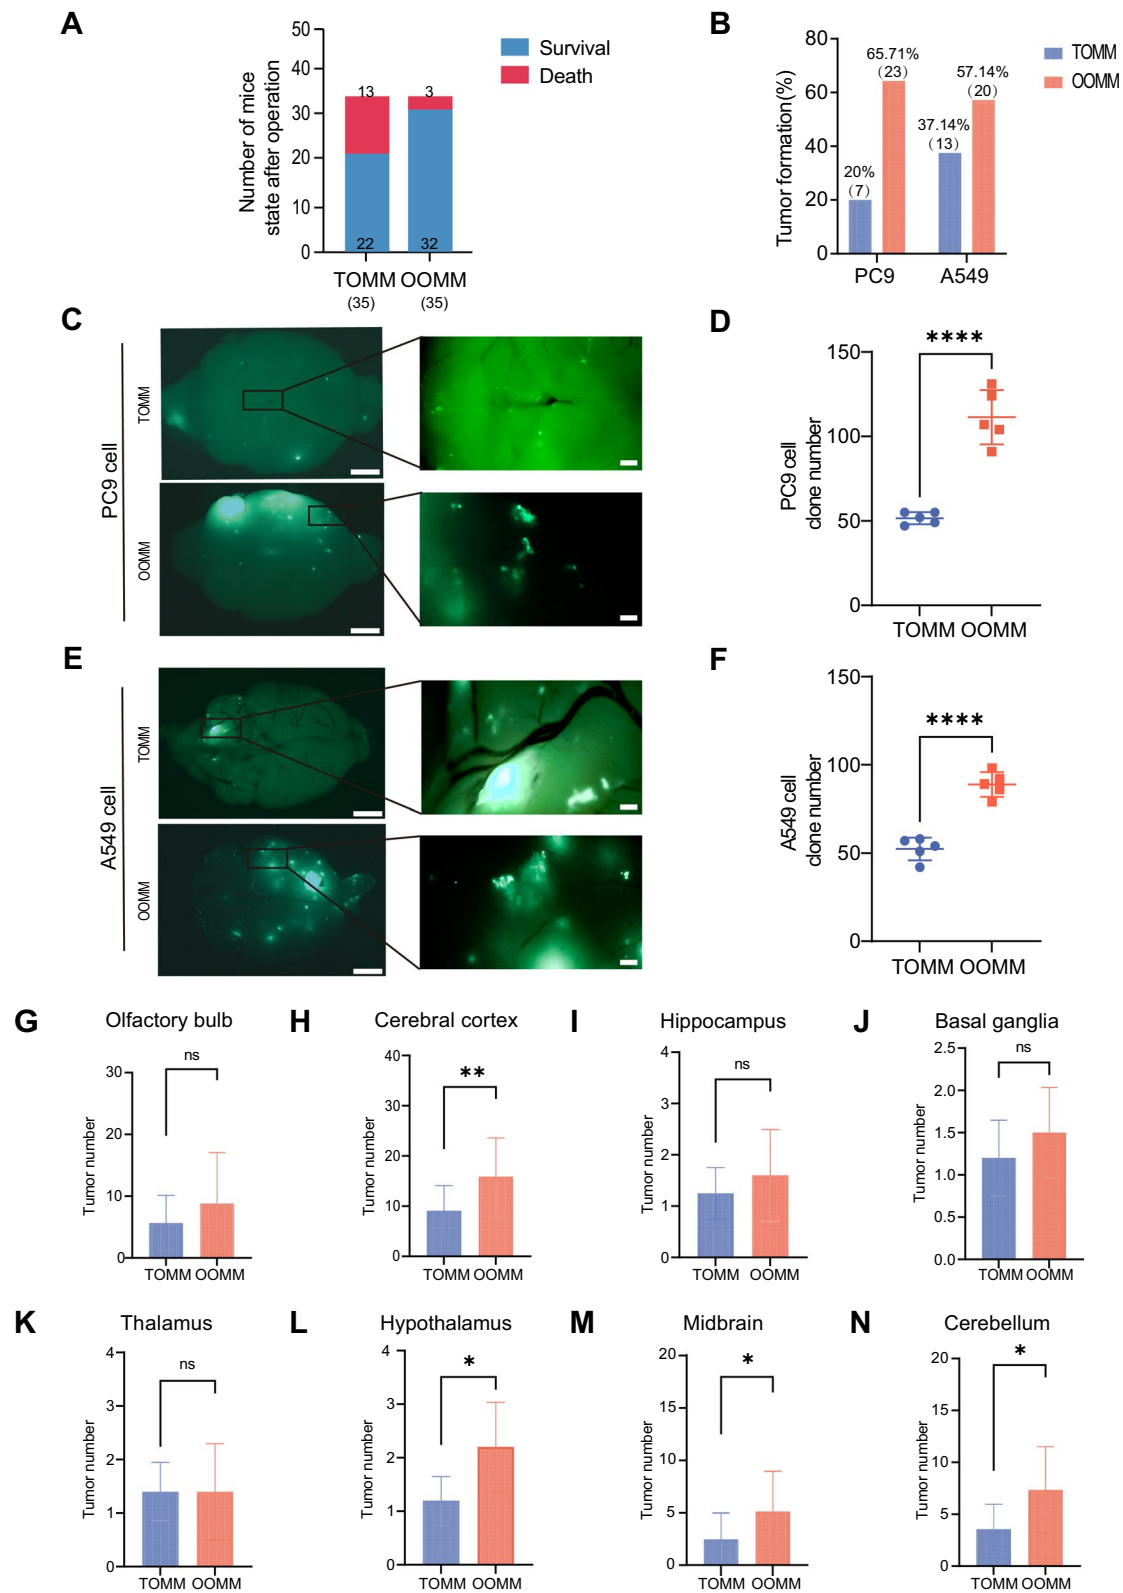 A
50
40
30
20
10
0
Number of mice
state after operation
13
3
22
32
TOMM OOMM
(35) (35)
Survival
Death
B
80
60
40
20
0
Tumor formation(%)
20%
(7)
65.71%
(23)
37.14%
(13)
57.14%
(20)
PC9 A549
TOMM
OOMM
C
PC9 cell
TOMM
OOMM
D
150
100
50
0
PC9 cell
clone number
****
TOMM OOMM
E
A549 cell
TOMM
OOMM
F
150
100
50
0
A549 cell
clone number
****
TOMM OOMM
G
Olfactory bulb
30
20
10
0
Tumor number
ns
TOMM OOMM
H
Cerebral cortex
40
30
20
10
0
Tumor number
**
TOMM OOMM
I
Hippocampus
4
3
2
1
0
Tumor number
ns
TOMM OOMM
J
Basal ganglia
2.5
2.0
1.5
1.0
0.5
0.0
Tumor number
ns
TOMM OOMM
K
Thalamus
4
3
2
1
0
Tumor number
ns
TOMM OOMM
L
Hypothalamus
4
3
2
1
0
Tumor number
*
TOMM OOMM
M
Midbrain
20
15
10
5
0
Tumor number
*
TOMM OOMM
N
Cerebellum
20
15
10
5
0
Tumor number
*
TOMM OOMM